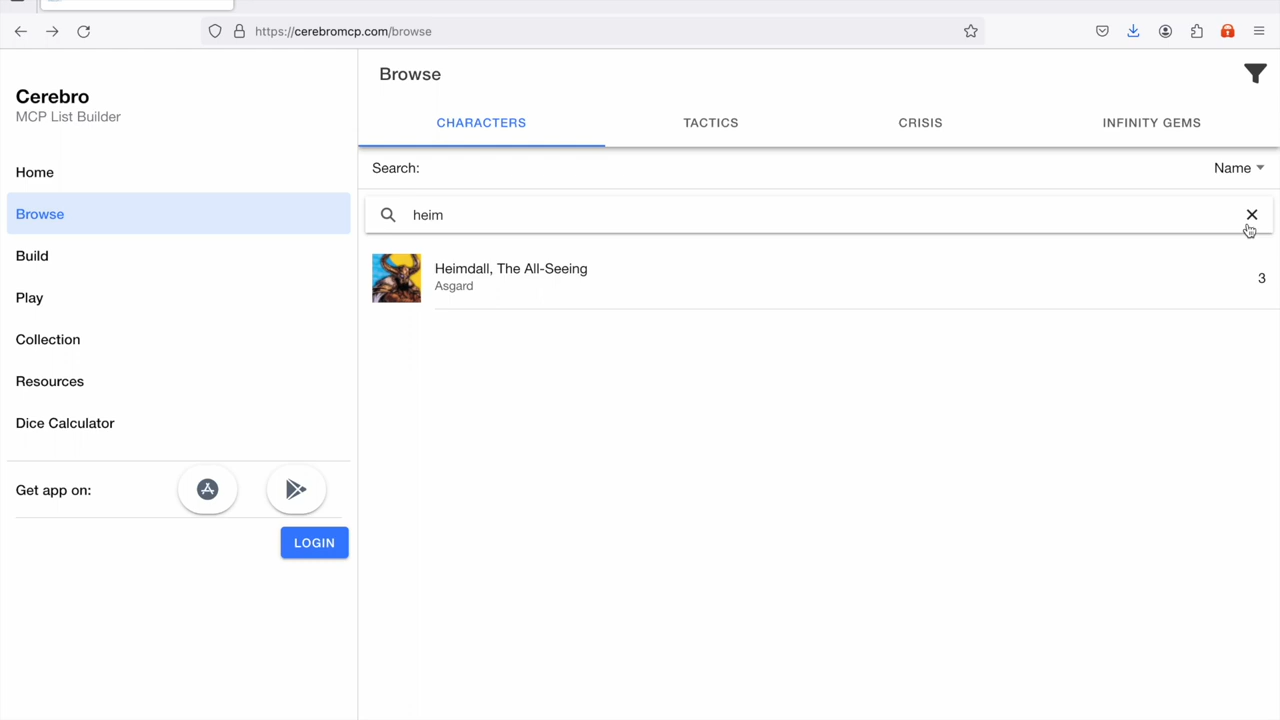 https://cerebromcp.com/browse
Cerebro
MCP List Builder
Home
Browse
Build
Play
Collection
Resources
Dice Calculator
Get app on:
LOGIN
Browse
CHARACTERS
TACTICS
CRISIS
INFINITY GEMS
Search:
Name
heim
Heimdall, The All-Seeing
Asgard
3